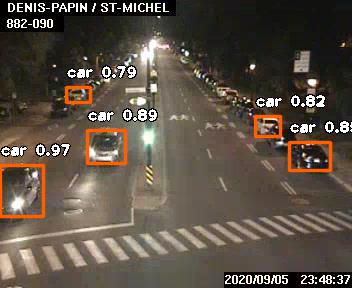 DENIS-PAPIN / ST-MICHEL
882-090
car 0.79
car 0.82
car 0.89
car 0.85
car 0.97
2020/09/05 23:48:37